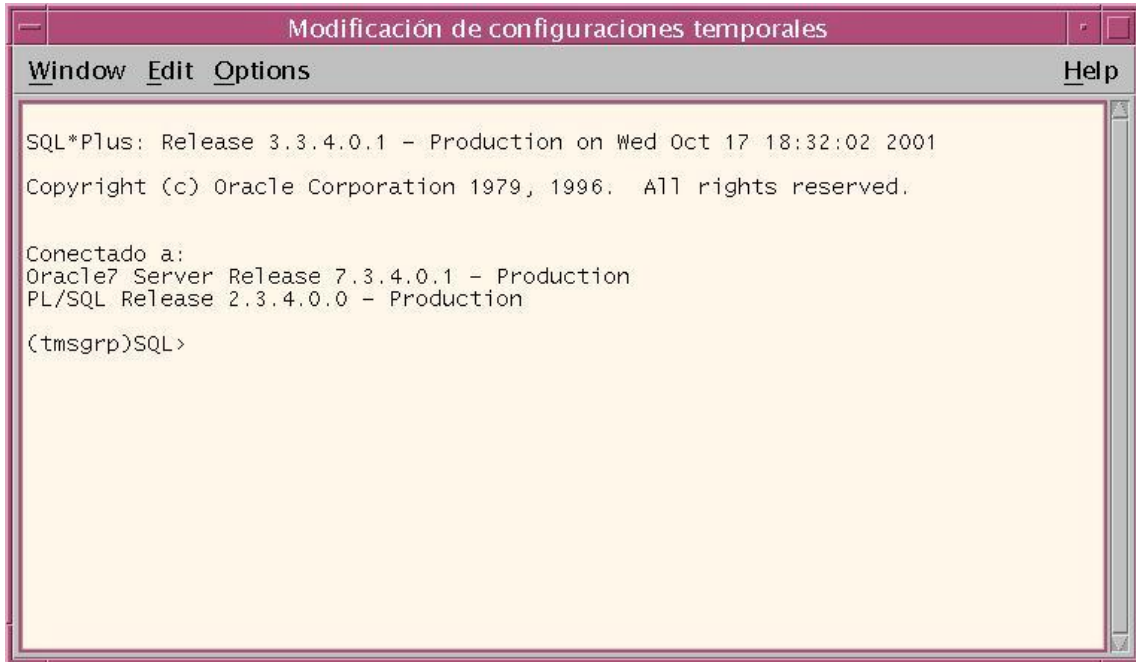 Modificación de configuraciones temporales
Window Edit Options Help
SQL*Plus: Release 3.3.4.0.1 - Production on Wed Oct 17 18:32:02 2001
Copyright (c) Oracle Corporation 1979, 1996.  All rights reserved.
Conectado a:
Oracle7 Server Release 7.3.4.0.1 - Production
PL/SQL Release 2.3.4.0.0 - Production
(tmsgrp)SQL>